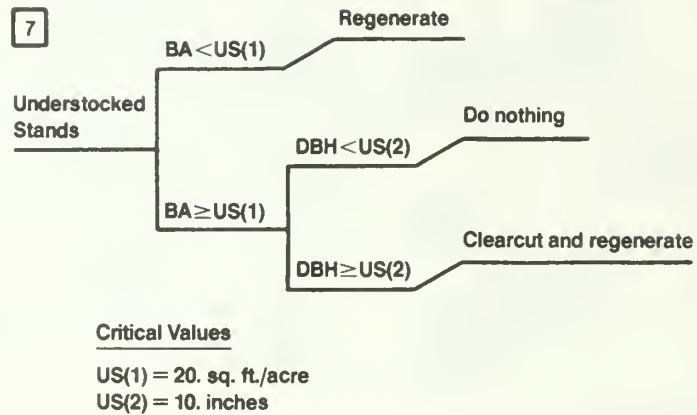 7
Regenerate
BA<US(1)
Understocked
Stands
Do nothing
DBH<US(2)
BA≥US(1)
Clearcut and regenerate
DBH≥US(2)
Critical Values
US(1) = 20. sq. ft./acre
US(2) = 10. inches